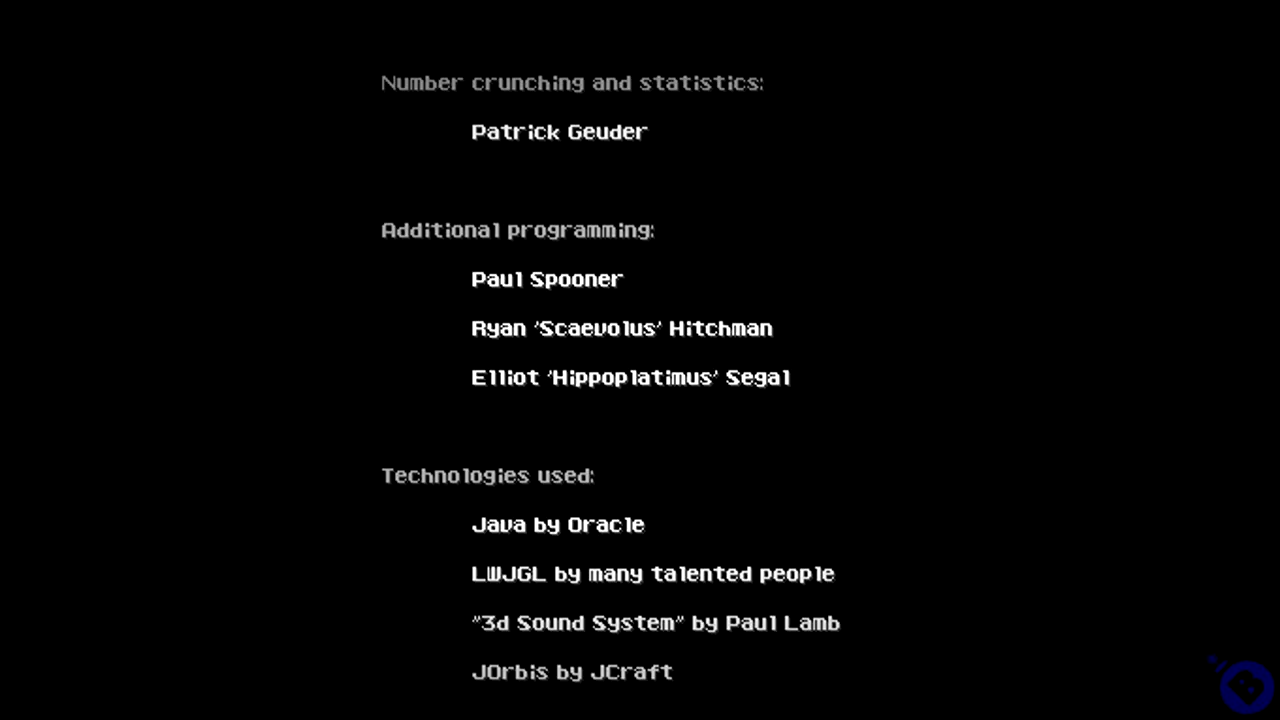 Number crunching and statistics:
Patrick Geuder
Additional programming:
Paul Spooner
Ryan 'Scaevolus' Hitchman
Elliot 'Hippoplatimus' Segal
Technologies used:
Java by Oracle
LWJGL by many talented people
"3d Sound System" by Paul Lamb
JOrbis by JCraft